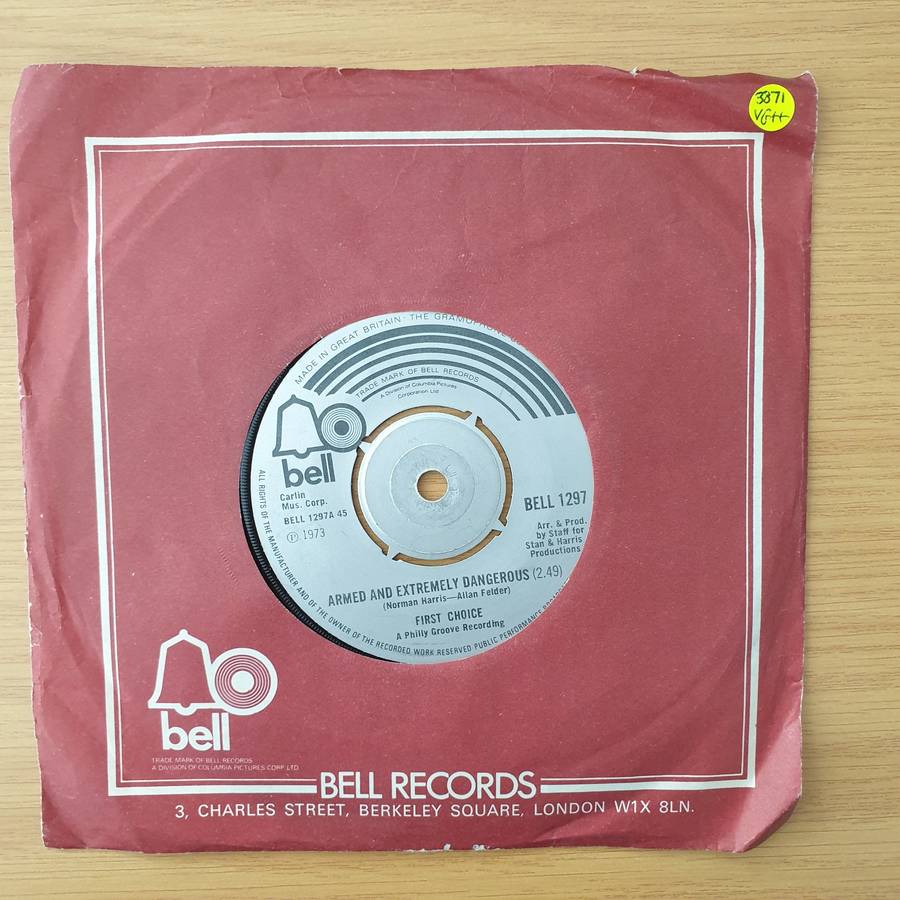 3871
VG++
MADE IN GREAT BRITAIN · THE GRAMOPHONE
TRADE MARK OF BELL RECORDS
A Division of Columbia Pictures
Corporation Ltd
bell
Carlin
Mus. Corp.
BELL 1297A 45
Ⓟ 1973
BELL 1297
Arr. & Prod.
by Staff for
Stan & Harris
Productions
ARMED AND EXTREMELY DANGEROUS (2.49)
(Norman Harris—Allan Felder)
FIRST CHOICE
A Philly Groove Recording
ALL RIGHTS OF THE MANUFACTURER AND OF THE OWNER OF THE RECORDED WORK RESERVED PUBLIC PERFORMANCE
bell
TRADE MARK OF BELL RECORDS
A DIVISION OF COLUMBIA PICTURES CORP. LTD.
BELL RECORDS
3, CHARLES STREET, BERKELEY SQUARE, LONDON W1X 8LN.